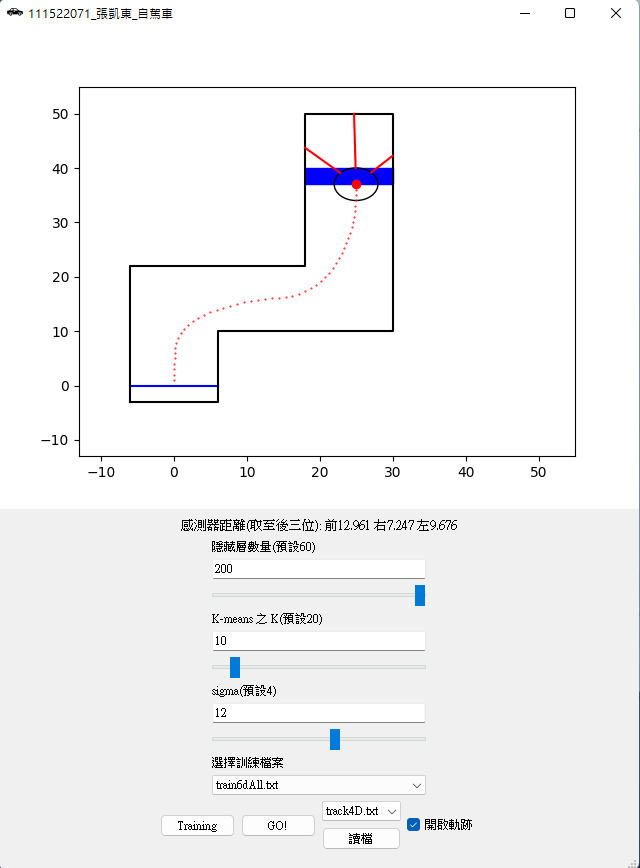 111522071_張凱東_自駕車
50
40
30
20
10
0
−10
−10 0 10 20 30 40 50
感測器距離(取至後三位): 前12.961 右7.247 左9.676
隱藏層數量(預設60)
200
K-means 之 K(預設20)
10
sigma(預設4)
12
選擇訓練檔案
train6dAll.txt
Training GO! track4D.txt 開啟軌跡
讀檔